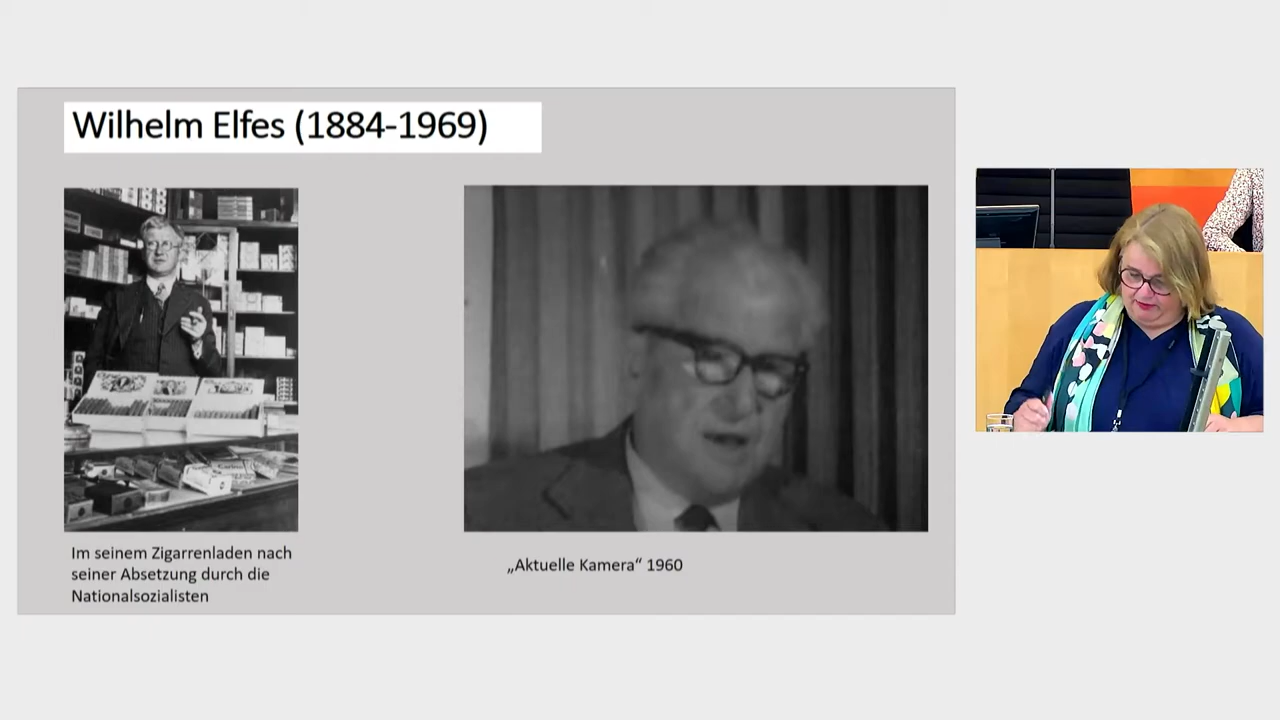 Wilhelm Elfes (1884-1969)
Im seinem Zigarrenladen nach
seiner Absetzung durch die
Nationalsozialisten
„Aktuelle Kamera“ 1960